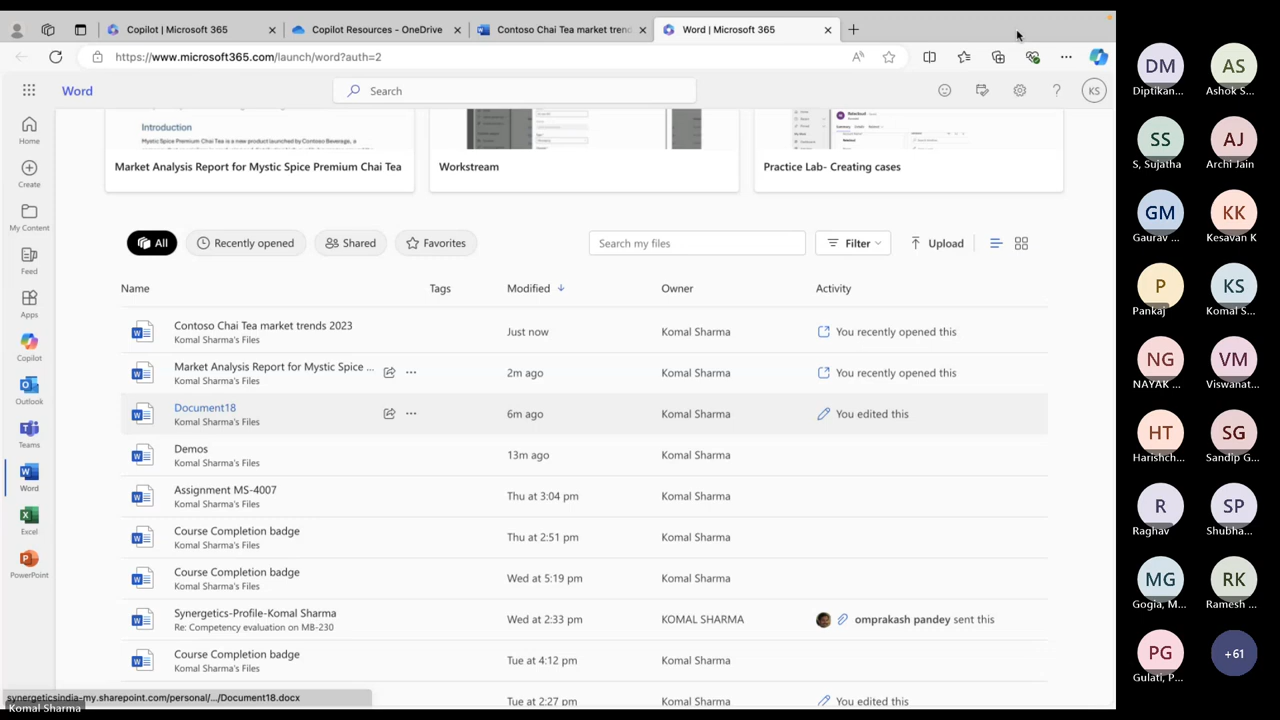 Copilot | Microsoft 365
Copilot Resources - OneDrive
Contoso Chai Tea market trend
Word | Microsoft 365
https://www.microsoft365.com/launch/word?auth=2
Word
Search
KS
Home
Create
My Content
Feed
Apps
Copilot
Outlook
Teams
Word
Excel
PowerPoint
Introduction
Market Analysis Report for Mystic Spice Premium Chai Tea
Workstream
Practice Lab- Creating cases
All
Recently opened
Shared
Favorites
Search my files
Filter
Upload
Name
Tags
Modified
Owner
Activity
Contoso Chai Tea market trends 2023
Komal Sharma's Files
Just now
Komal Sharma
You recently opened this
Market Analysis Report for Mystic Spice ...
Komal Sharma's Files
2m ago
Komal Sharma
You recently opened this
Document18
Komal Sharma's Files
6m ago
Komal Sharma
You edited this
Demos
Komal Sharma's Files
13m ago
Komal Sharma
Assignment MS-4007
Komal Sharma's Files
Thu at 3:04 pm
Komal Sharma
Course Completion badge
Komal Sharma's Files
Thu at 2:51 pm
Komal Sharma
Course Completion badge
Komal Sharma's Files
Wed at 5:19 pm
Komal Sharma
Synergetics-Profile-Komal Sharma
Re: Competency evaluation on MB-230
Wed at 2:33 pm
KOMAL SHARMA
omprakash pandey sent this
Course Completion badge
Komal Sharma's Files
Tue at 4:12 pm
Komal Sharma
Tue at 2:27 pm
Komal Sharma
You edited this
synergeticsindia-my.sharepoint.com/personal/.../Document18.docx
Komal Sharma
DM
Diptikan...
AS
Ashok S...
SS
S, Sujatha
AJ
Archi Jain
GM
Gaurav ...
KK
Kesavan K
P
Pankaj
KS
Komal S...
NG
NAYAK ...
VM
Viswanat...
HT
Harishch...
SG
Sandip G...
R
Raghav
SP
Shubha...
MG
Gogia, M...
RK
Ramesh ...
PG
Gulati, P...
+61